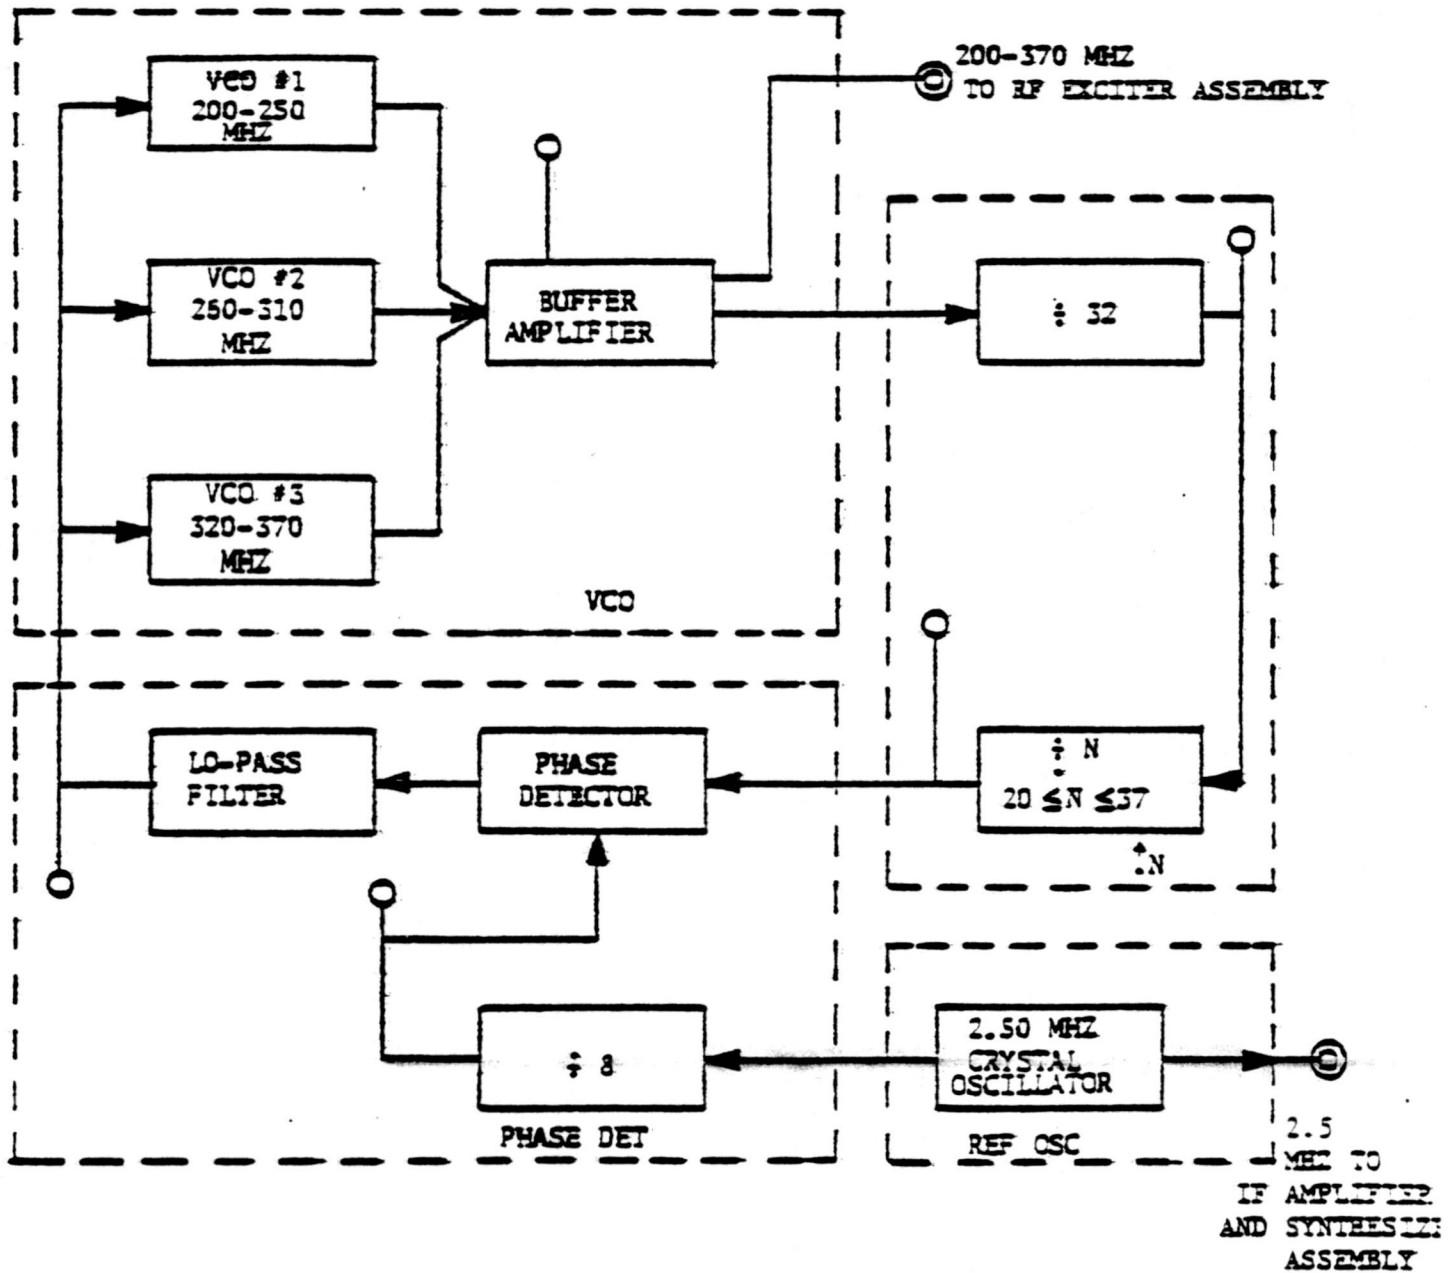 VCO #1
200-250
MHZ
200-370 MHZ
TO RF EXCITER ASSEMBLY
VCO #2
250-310
MHZ
BUFFER
AMPLIFIER
÷ 32
VCO #3
320-370
MHZ
VCO
LO-PASS
FILTER
PHASE
DETECTOR
÷ N
20 ≤N ≤37
N
÷ 8
PHASE DET
2.50 MHZ
CRYSTAL
OSCILLATOR
REF OSC
2.5
MHZ TO
IF AMPLIFIER
AND SYNTHESIZE
ASSEMBLY